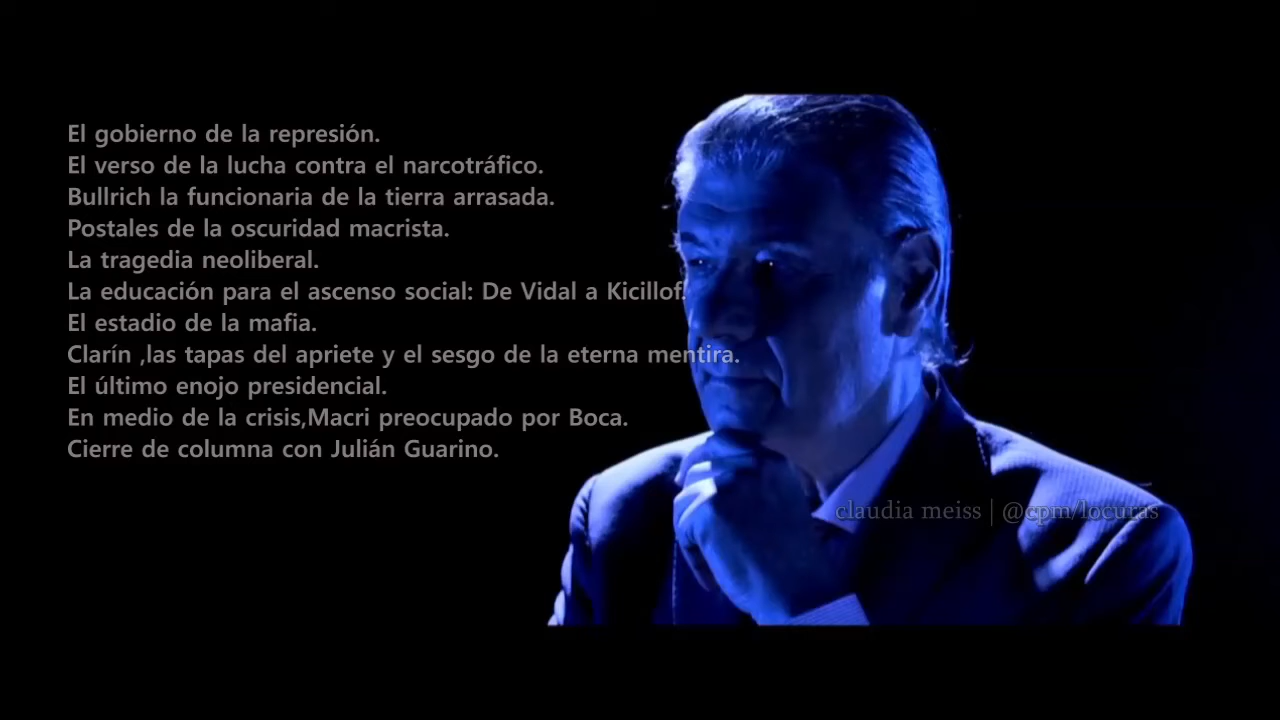 El gobierno de la represión.
El verso de la lucha contra el narcotráfico.
Bullrich la funcionaria de la tierra arrasada.
Postales de la oscuridad macrista.
La tragedia neoliberal.
La educación para el ascenso social: De Vidal a Kicillof.
El estadio de la mafia.
Clarín ,las tapas del apriete y el sesgo de la eterna mentira.
El último enojo presidencial.
En medio de la crisis,Macri preocupado por Boca.
Cierre de columna con Julián Guarino.
claudia meiss | @cpm/locuras